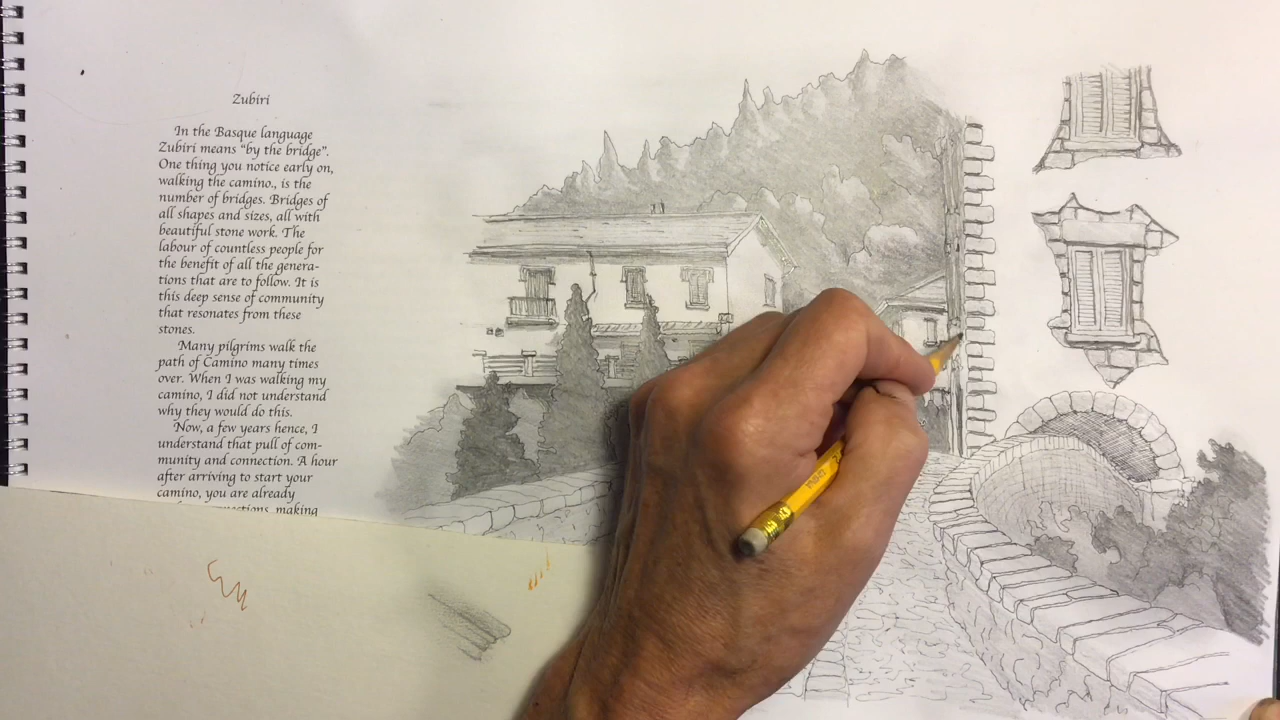 Zubiri
In the Basque language
Zubiri means "by the bridge".
One thing you notice early on,
walking the camino., is the
number of bridges. Bridges of
all shapes and sizes, all with
beautiful stone work. The
labour of countless people for
the benefit of all the genera-
tions that are to follow. It is
this deep sense of community
that resonates from these
stones.
Many pilgrims walk the
path of Camino many times
over. When I was walking my
camino, I did not understand
why they would do this.
Now, a few years hence, I
understand that pull of com-
munity and connection. A hour
after arriving to start your
camino, you are already
making